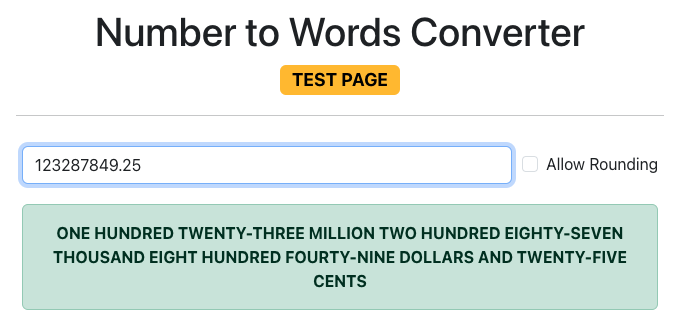 Number to Words Converter
TEST PAGE
123287849.25
Allow Rounding
ONE HUNDRED TWENTY-THREE MILLION TWO HUNDRED EIGHTY-SEVEN
THOUSAND EIGHT HUNDRED FOURTY-NINE DOLLARS AND TWENTY-FIVE
CENTS